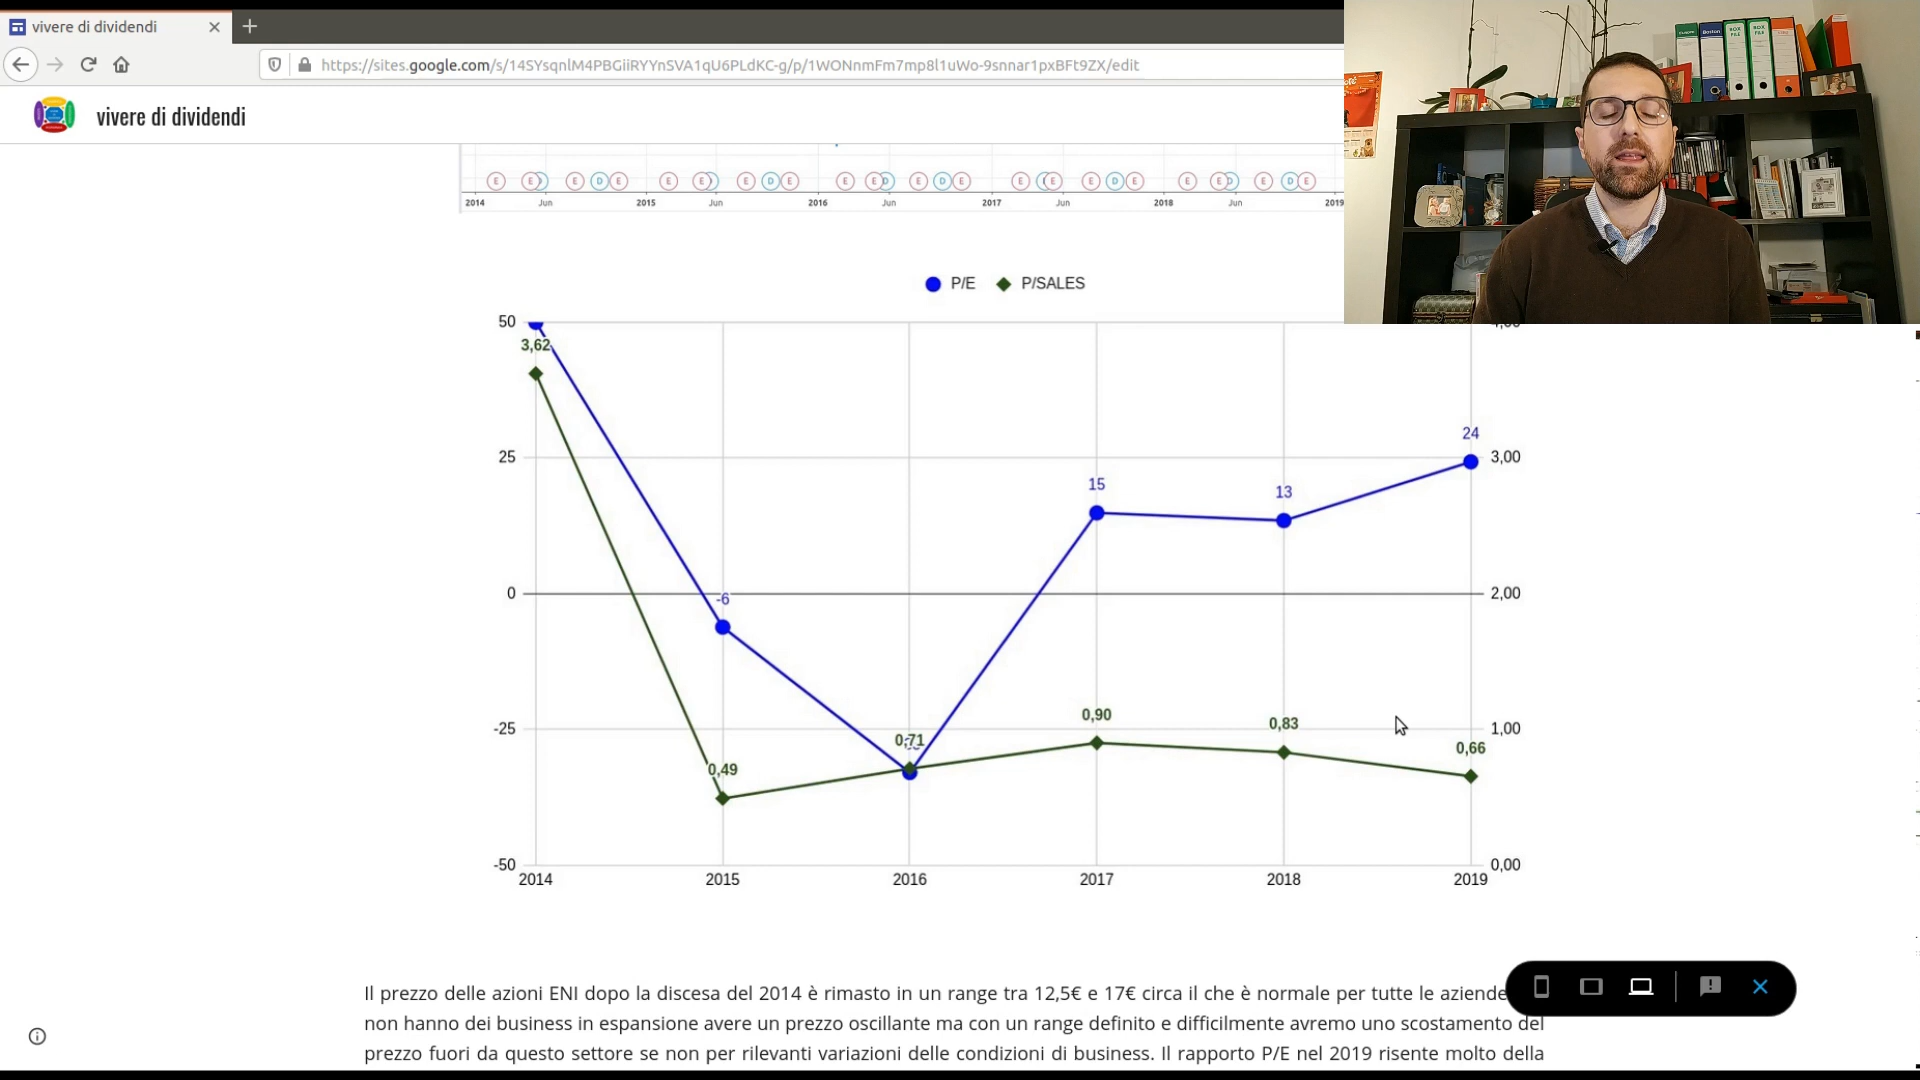 vivere di dividendi
https://sites.google.com/s/14SYsqnlM4PBGiiRYYnSVA1qU6PLdKC-g/p/1WONnmFm7mp8l1uWo-9snnar1pxBFt9ZX/edit
vivere di dividendi
E E D E D E E E D E D E E E D E D E E E E D E E E D E D E
2014 Jun 2015 Jun 2016 Jun 2017 Jun 2018 Jun 2019
P/E P/SALES
50
3,62
24
25 3,00
15
13
0 2,00
-6
-25 1,00
0,90
0,83
0,71
0,66
0,49
-50 0,00
2014 2015 2016 2017 2018 2019
Il prezzo delle azioni ENI dopo la discesa del 2014 è rimasto in un range tra 12,5€ e 17€ circa il che è normale per tutte le aziende
non hanno dei business in espansione avere un prezzo oscillante ma con un range definito e difficilmente avremo uno scostamento del
prezzo fuori da questo settore se non per rilevanti variazioni delle condizioni di business. Il rapporto P/E nel 2019 risente molto della